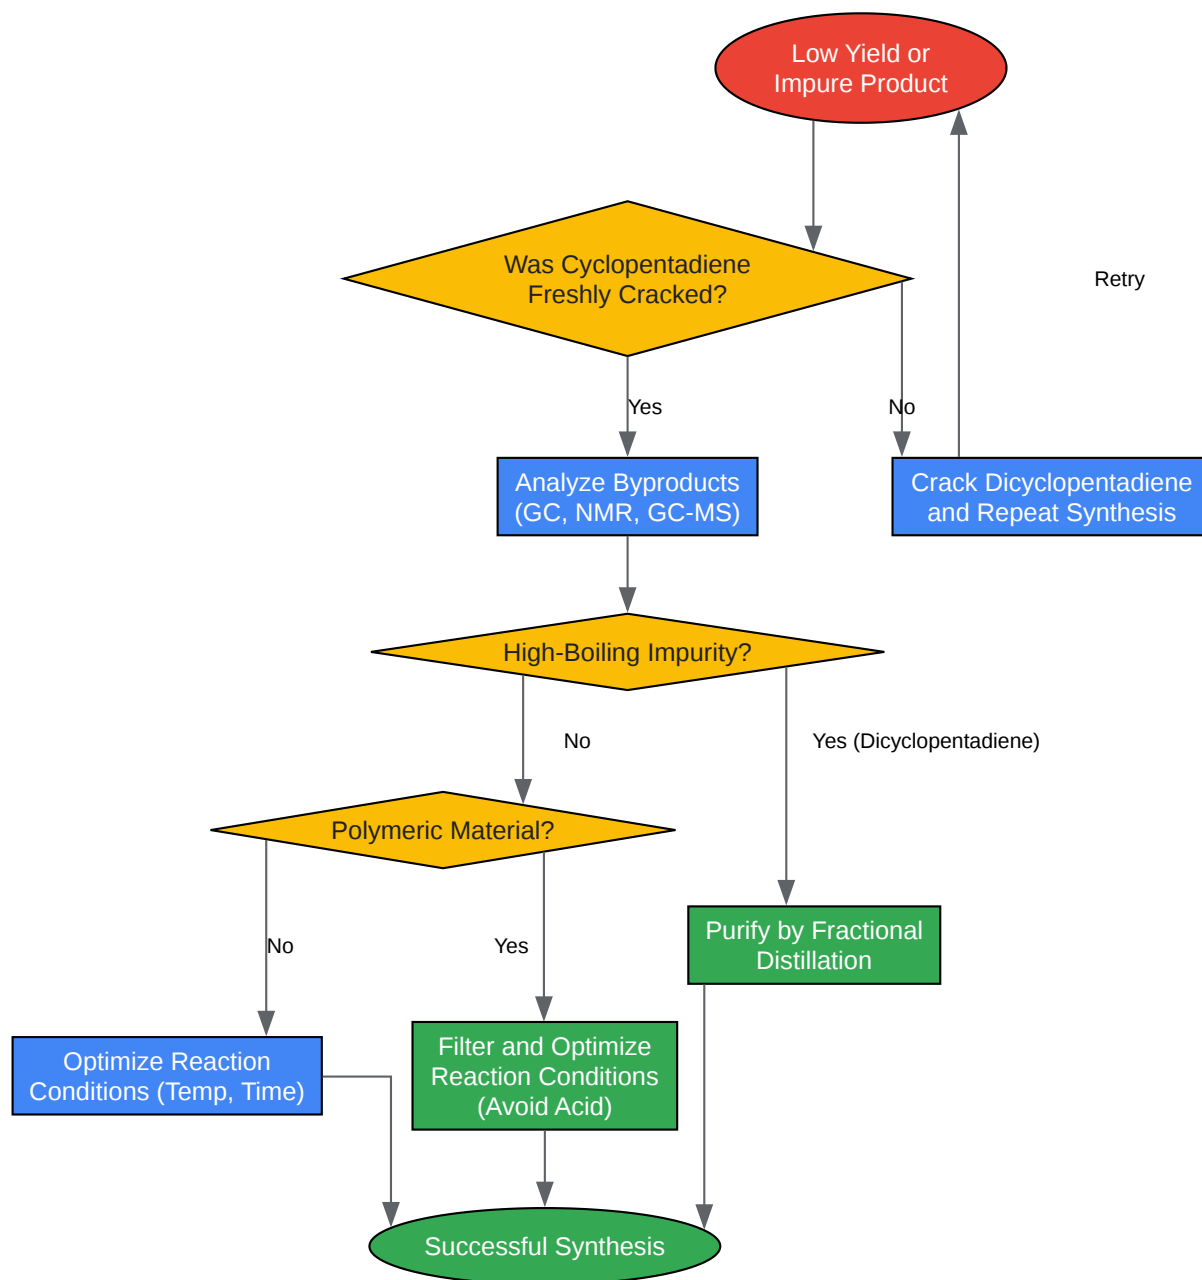 Low Yield or
Impure Product
Was Cyclopentadiene
Freshly Cracked?
Retry
Yes
No
Analyze Byproducts
(GC, NMR, GC-MS)
Crack Dicyclopentadiene
and Repeat Synthesis
High-Boiling Impurity?
No
Yes (Dicyclopentadiene)
Polymeric Material?
No
Yes
Purify by Fractional
Distillation
Optimize Reaction
Conditions (Temp, Time)
Filter and Optimize
Reaction Conditions
(Avoid Acid)
Successful Synthesis